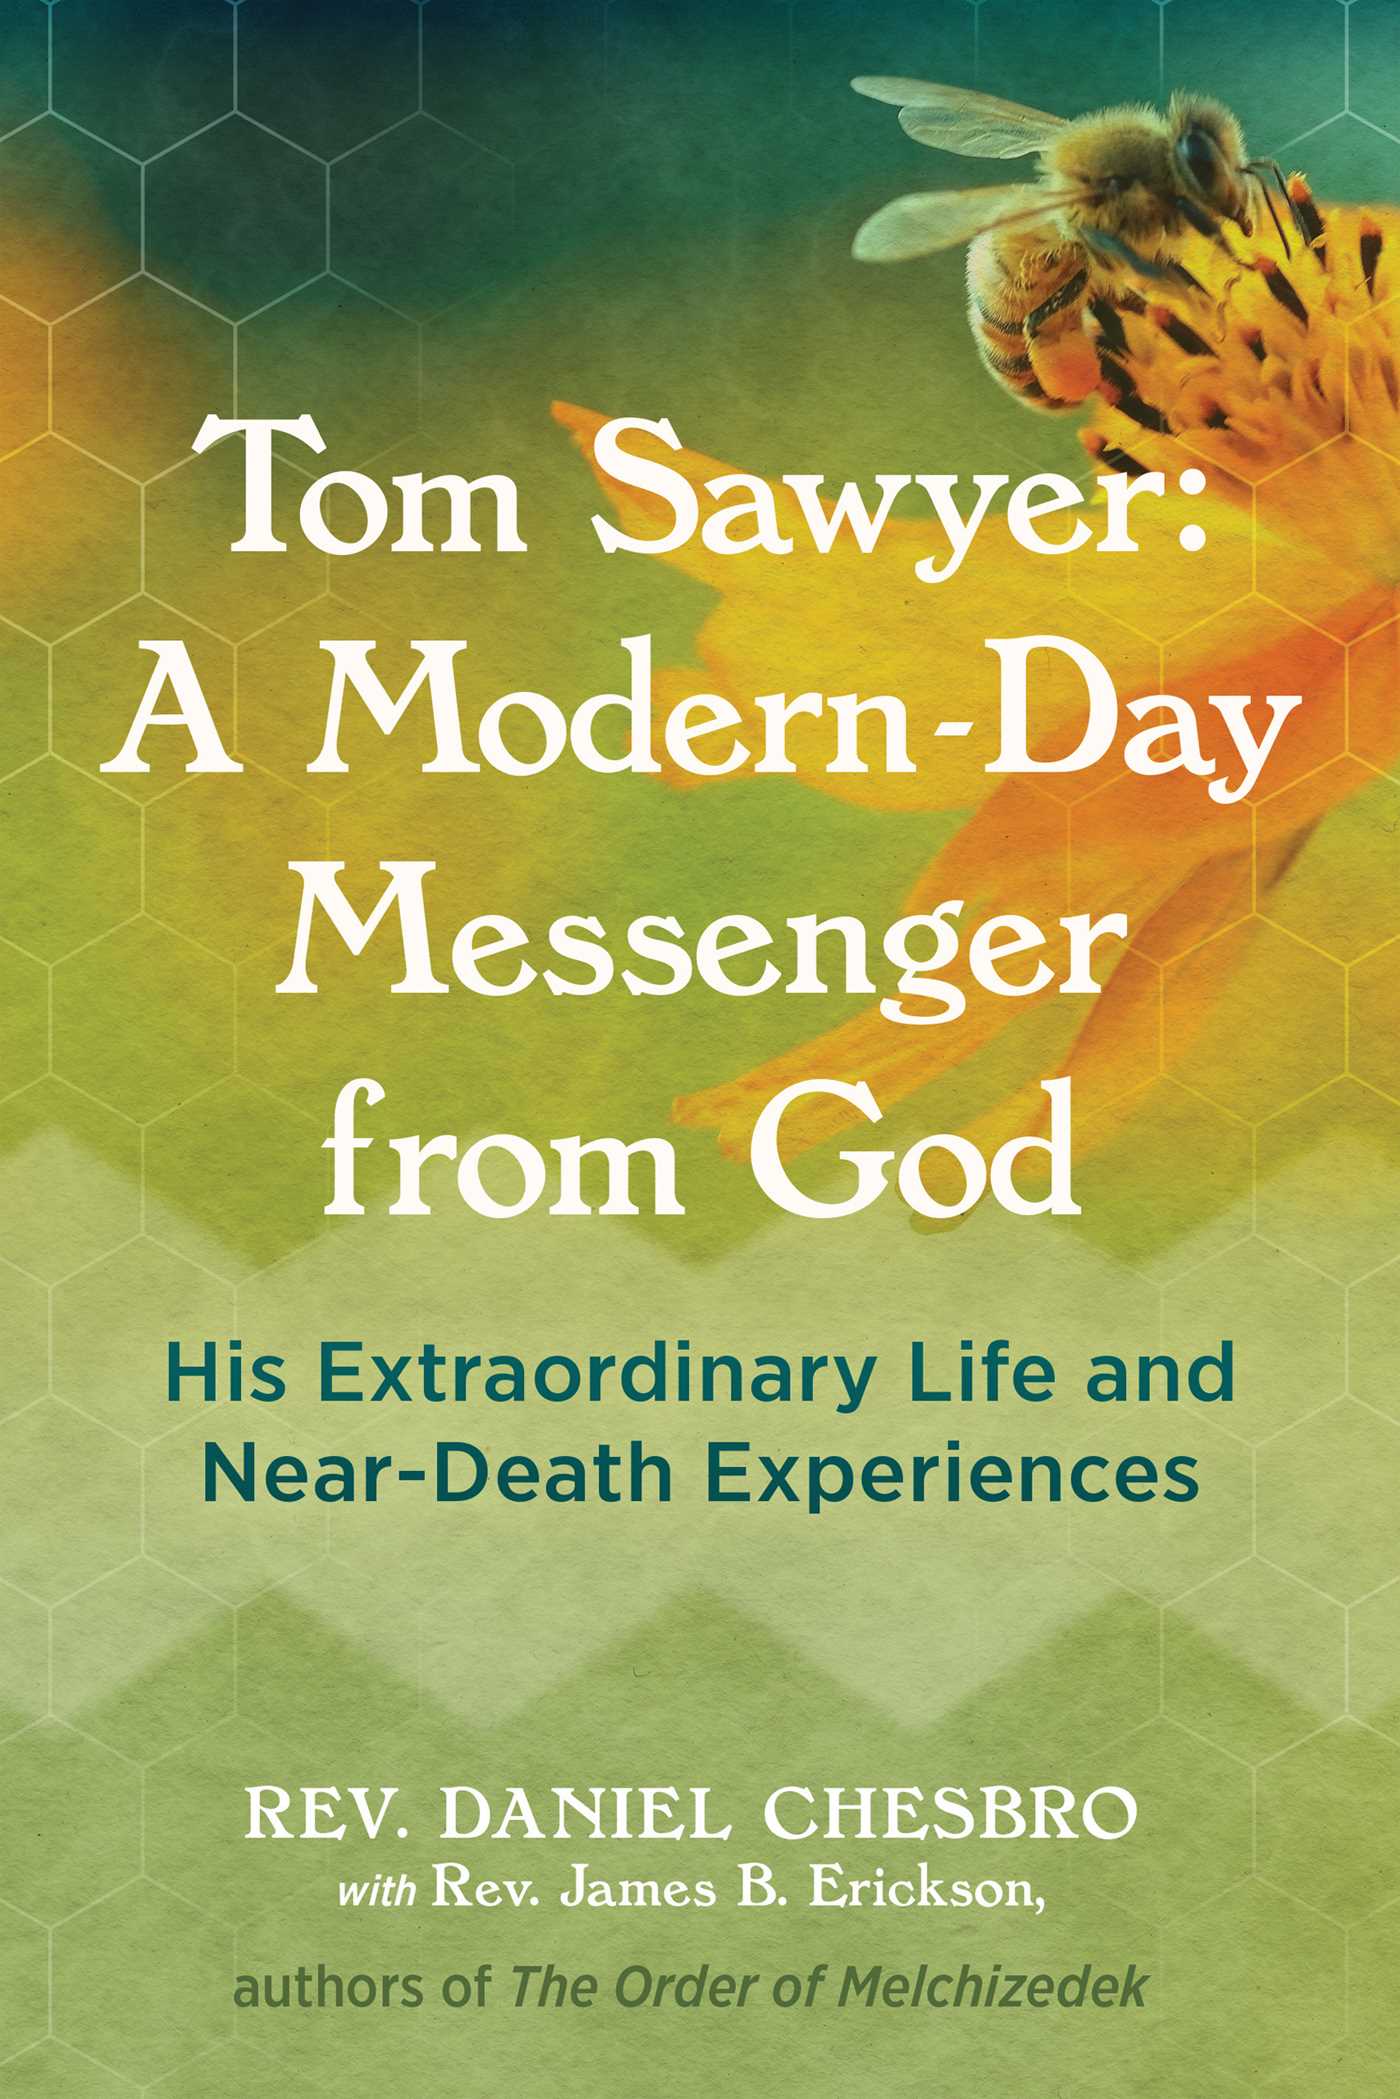 Tom Sawyer:
A Modern-Day
Messenger
from God
His Extraordinary Life and
Near-Death Experiences
REV. DANIEL CHESBRO
with Rev. James B. Erickson,
authors of The Order of Melchizedek